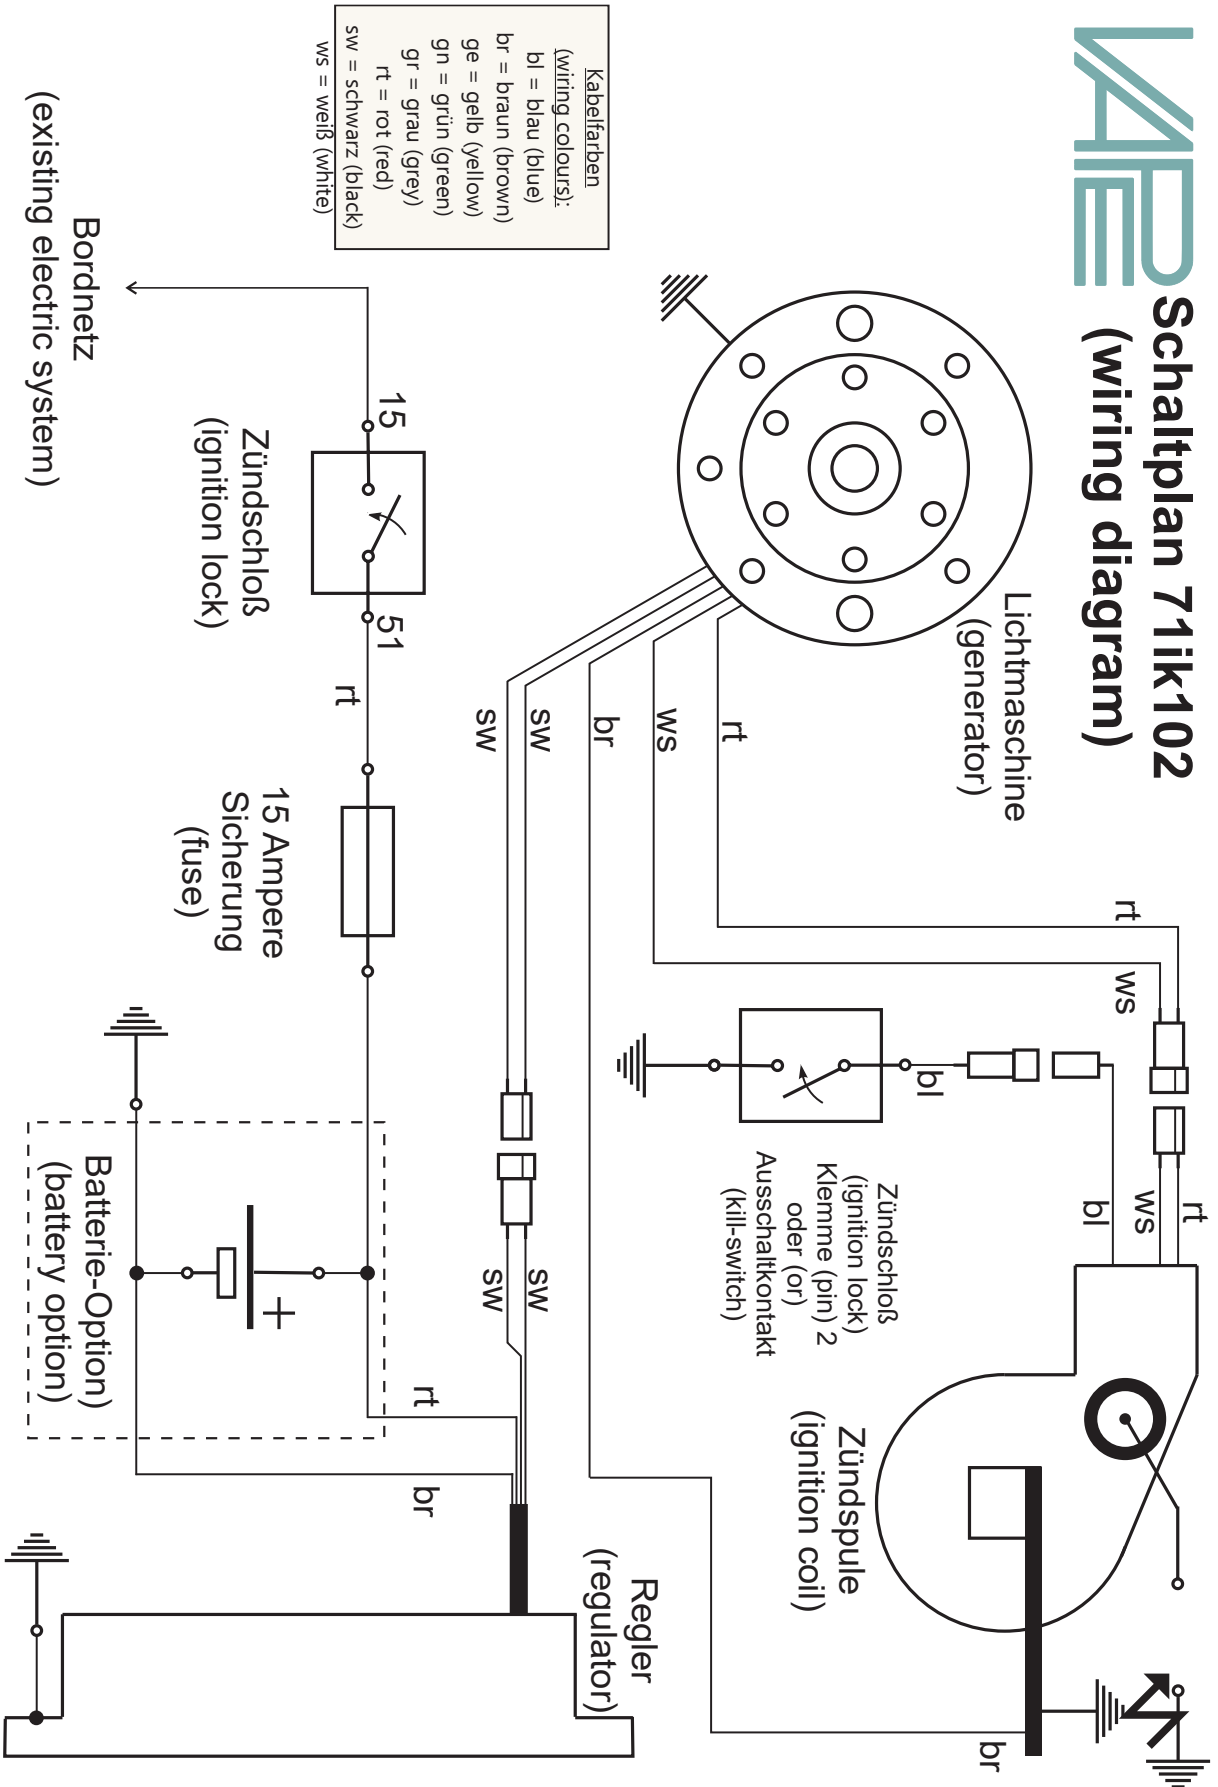 VAPE
Schaltplan 71ik102
(wiring diagram)
Lichtmaschine
(generator)
Kabelfarben
(wiring colours):
bl = blau (blue)
br = braun (brown)
ge = gelb (yellow)
gn = grün (green)
gr = grau (grey)
rt = rot (red)
sw = schwarz (black)
ws = weiß (white)
rt
ws
br
sw
sw
rt
ws
rt
ws
bl
bl
Zündschloß
(ignition lock)
Klemme (pin) 2
oder (or)
Ausschaltkontakt
(kill-switch)
Zündspule
(ignition coil)
br
sw
sw
Regler
(regulator)
rt
br
15
51
Zündschloß
(ignition lock)
rt
15 Ampere
Sicherung
(fuse)
+
Batterie-Option)
(battery option)
Bordnetz
(existing electric system)